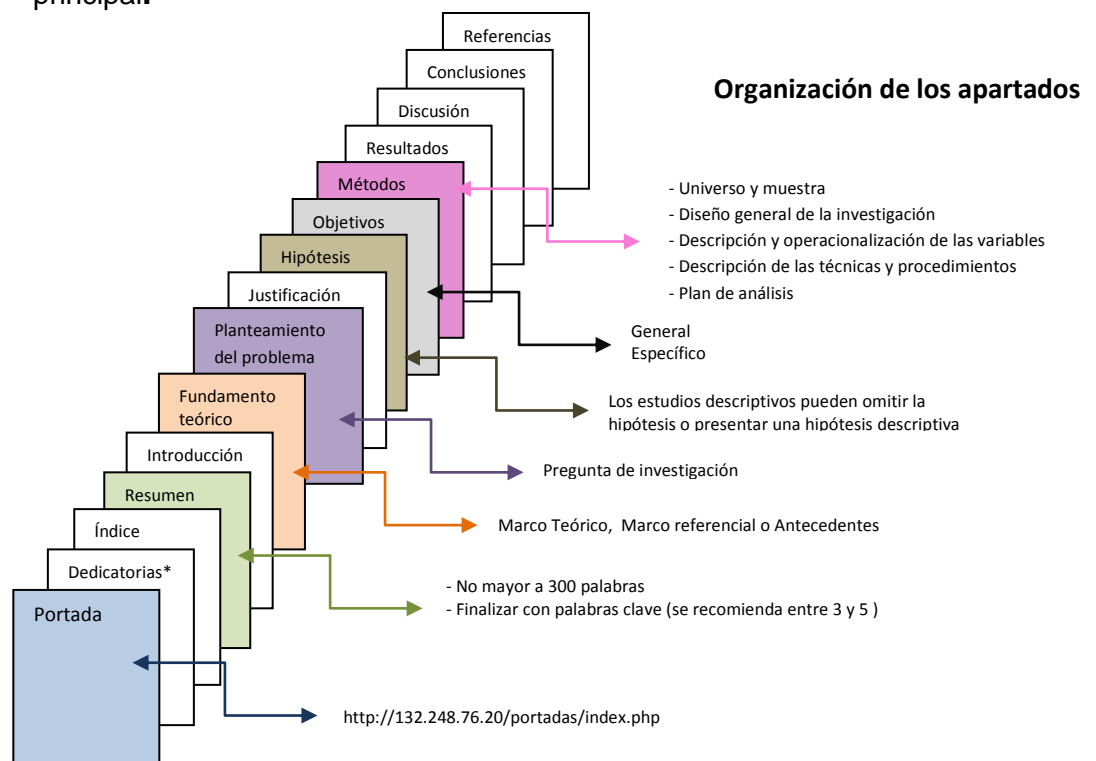 principal.
Referencias
Conclusiones
Organización de los apartados
Discusión
Resultados
Métodos
- Universo y muestra
- Diseño general de la investigación
- Descripción y operacionalización de las variables
- Descripción de las técnicas y procedimientos
- Plan de análisis
Objetivos
Hipótesis
Justificación
General
Específico
Planteamiento
del problema
Los estudios descriptivos pueden omitir la
hipótesis o presentar una hipótesis descriptiva
Fundamento
teórico
Pregunta de investigación
Introducción
Resumen
Marco Teórico, Marco referencial o Antecedentes
Índice
Dedicatorias*
- No mayor a 300 palabras
- Finalizar con palabras clave (se recomienda entre 3 y 5 )
Portada
http://132.248.76.20/portadas/index.php